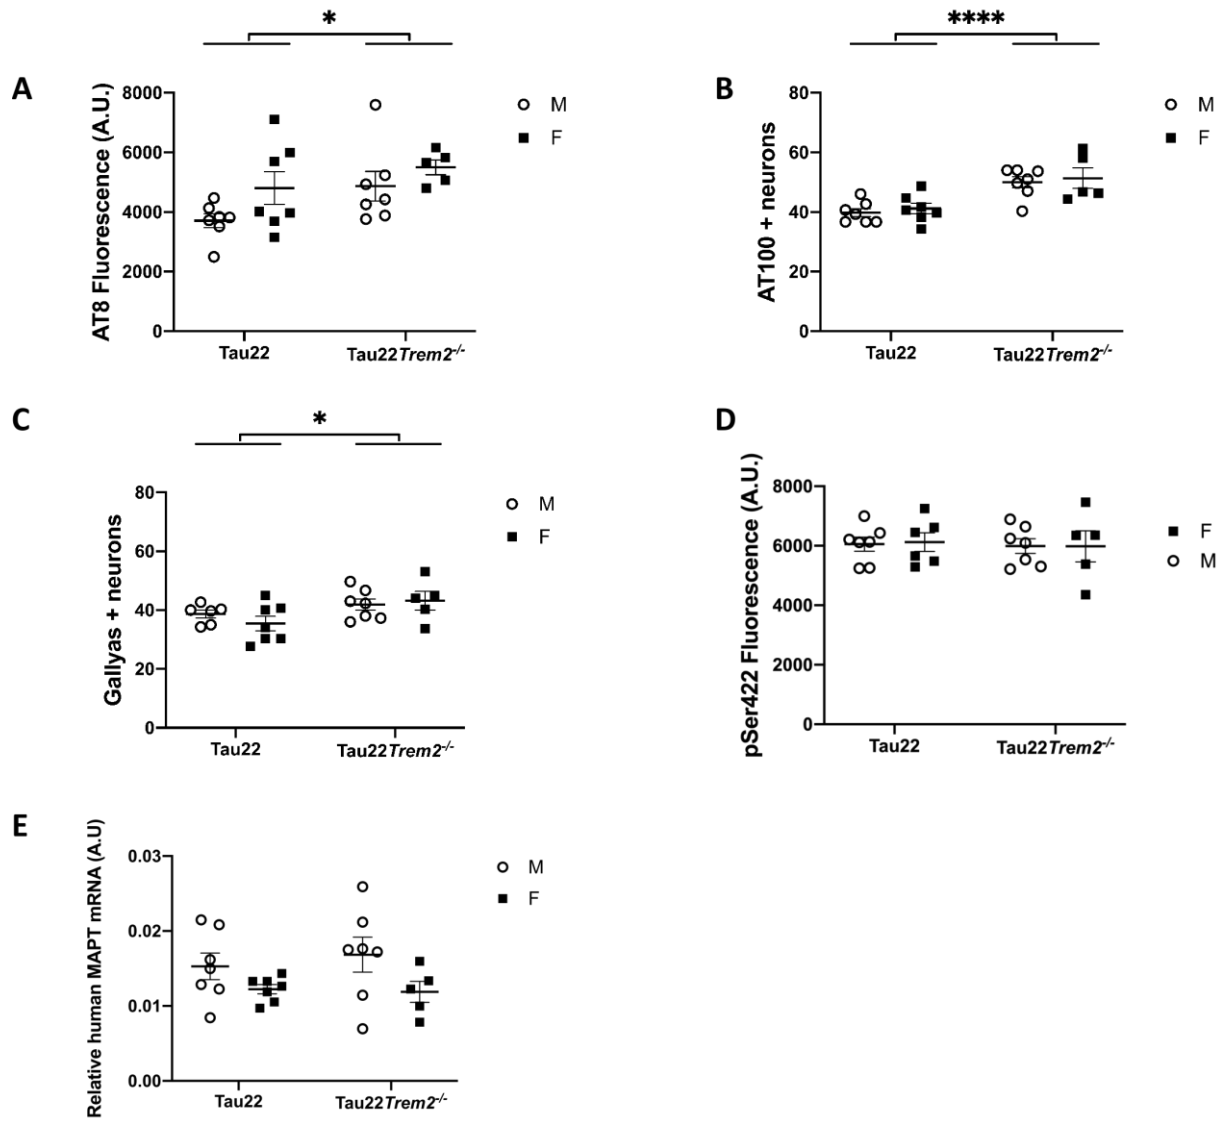 *
****
A
8000
6000
4000
2000
0
AT8 Fluorescence (A.U.)
M
F
Tau22
Tau22Trem2-/-
B
80
60
40
20
0
AT100 + neurons
M
F
Tau22
Tau22Trem2-/-
C
*
80
60
40
20
0
Gallyas + neurons
M
F
Tau22
Tau22Trem2-/-
D
8000
6000
4000
2000
0
pSer422 Fluorescence (A.U.)
F
M
Tau22
Tau22Trem2-/-
E
0.03
0.02
0.01
0.00
Relative human MAPT mRNA (A.U)
M
F
Tau22
Tau22Trem2-/-